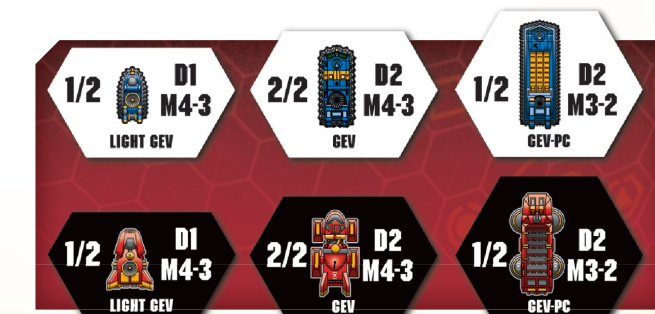 1/2 D1 M4-3
LIGHT GEV
2/2 D2 M4-3
GEV
1/2 D2 M3-2
GEV-PC
1/2 D1 M4-3
LIGHT GEV
2/2 D2 M4-3
GEV
1/2 D2 M3-2
GEV-PC